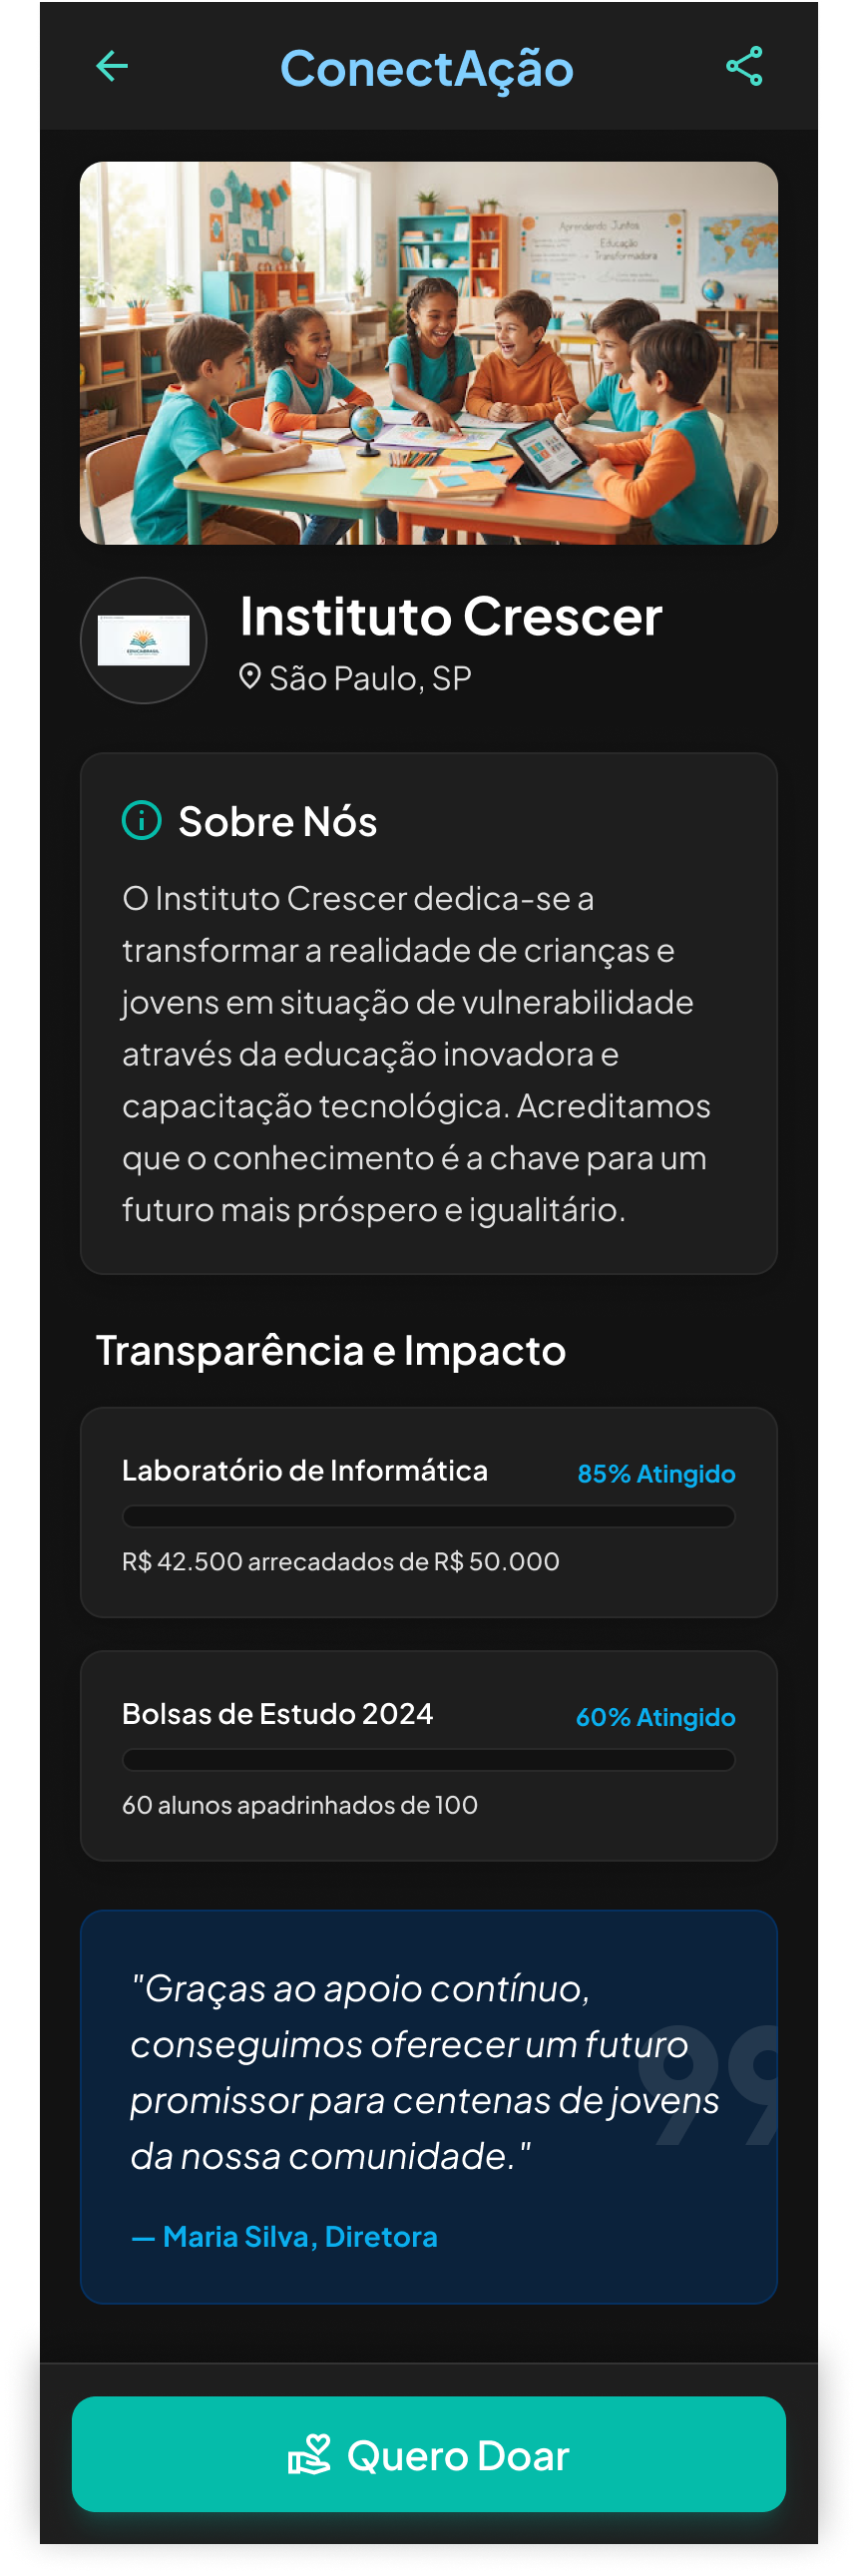 ConectAção
Aprendendo Juntos
Educação
Transformadora
Instituto Crescer
São Paulo, SP
Sobre Nós
O Instituto Crescer dedica-se a
transformar a realidade de crianças e
jovens em situação de vulnerabilidade
através da educação inovadora e
capacitação tecnológica. Acreditamos
que o conhecimento é a chave para um
futuro mais próspero e igualitário.
Transparência e Impacto
Laboratório de Informática
85% Atingido
R$ 42.500 arrecadados de R$ 50.000
Bolsas de Estudo 2024
60% Atingido
60 alunos apadrinhados de 100
"Graças ao apoio contínuo,
conseguimos oferecer um futuro
promissor para centenas de jovens
da nossa comunidade."
— Maria Silva, Diretora
Quero Doar